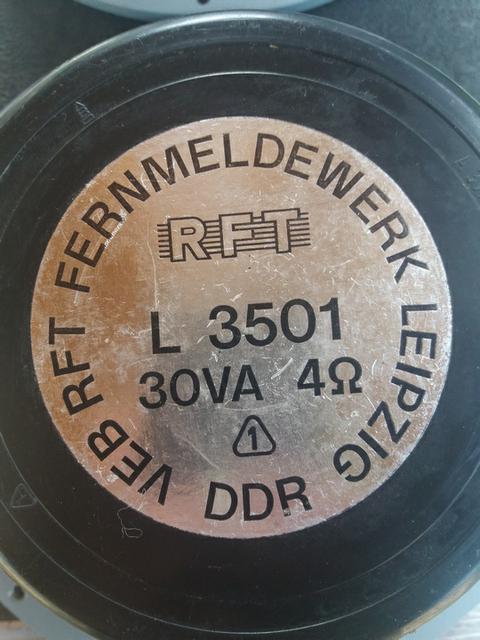 VEB RFT FERNMELDEWERK LEIPZIG
RFT
L 3501
30VA 4Ω
1
DDR